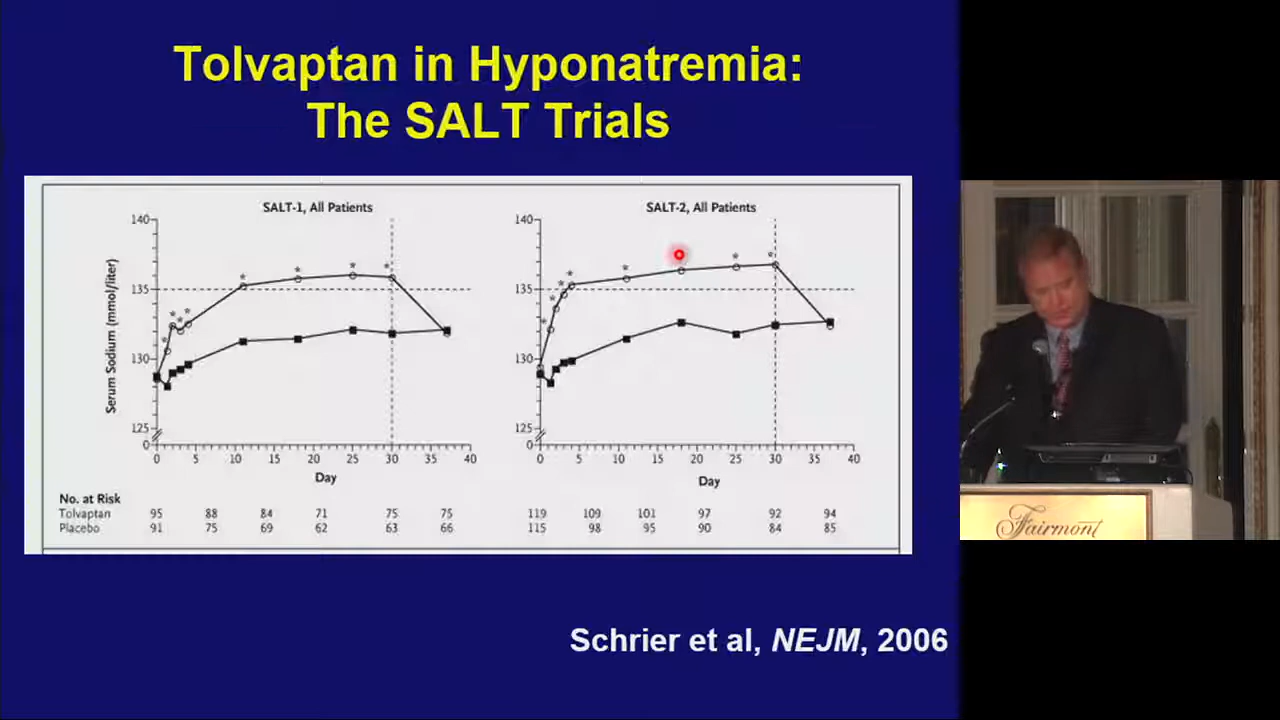 Tolvaptan in Hyponatremia:
The SALT Trials
SALT-1, All Patients
140
135
130
125
0
Serum Sodium (mmol/liter)
* * * * * * * *
0 5 10 15 20 25 30 35 40
Day
SALT-2, All Patients
140
135
130
125
0
* * * * * * * *
0 5 10 15 20 25 30 35 40
Day
No. at Risk
Tolvaptan 95 88 84 71 75 75 119 109 101 97 92 94
Placebo 91 75 69 62 63 66 115 98 95 90 84 85
Schrier et al, NEJM, 2006
Fairmont